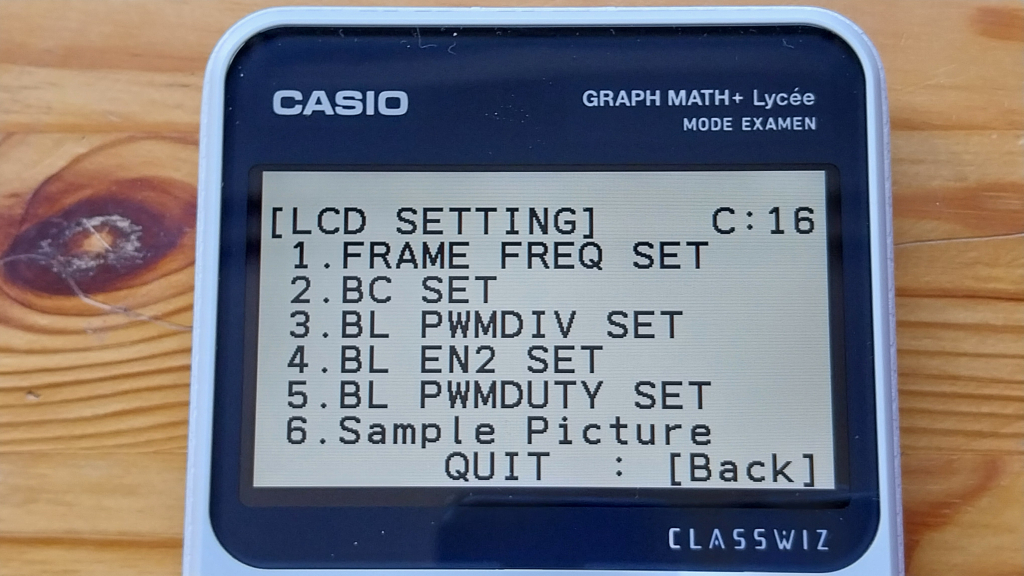 CASIO
GRAPH MATH+ Lycée
MODE EXAMEN
[LCD SETTING] C:16
1.FRAME FREQ SET
2.BC SET
3.BL PWMDIV SET
4.BL EN2 SET
5.BL PWMDUTY SET
6.Sample Picture
QUIT : [Back]
CLASSWIZ